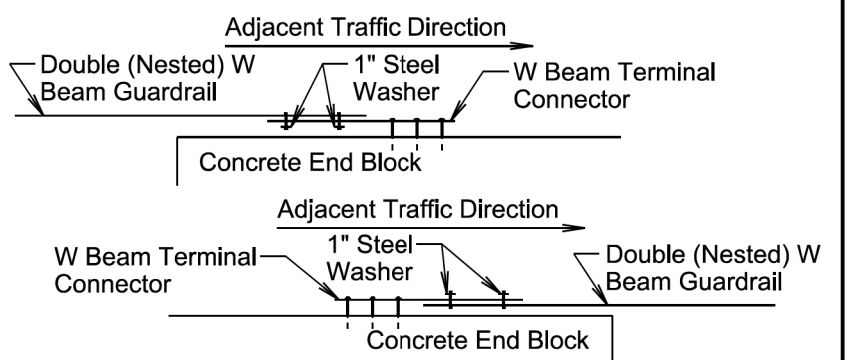 Adjacent Traffic Direction
Double (Nested) W
Beam Guardrail
1" Steel
Washer
W Beam Terminal
Connector
Concrete End Block
Adjacent Traffic Direction
W Beam Terminal
Connector
1" Steel
Washer
Double (Nested) W
Beam Guardrail
Concrete End Block